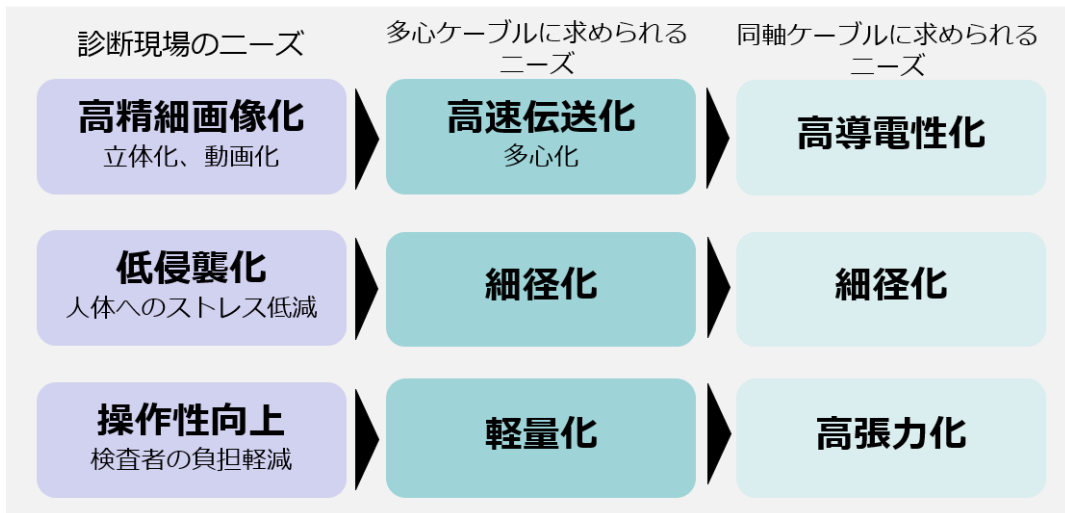 診断現場のニーズ
多心ケーブルに求められる
ニーズ
同軸ケーブルに求められる
ニーズ
高精細画像化
立体化、動画化
高速伝送化
多心化
高導電性化
低侵襲化
人体へのストレス低減
細径化
細径化
操作性向上
検査者の負担軽減
軽量化
高張力化